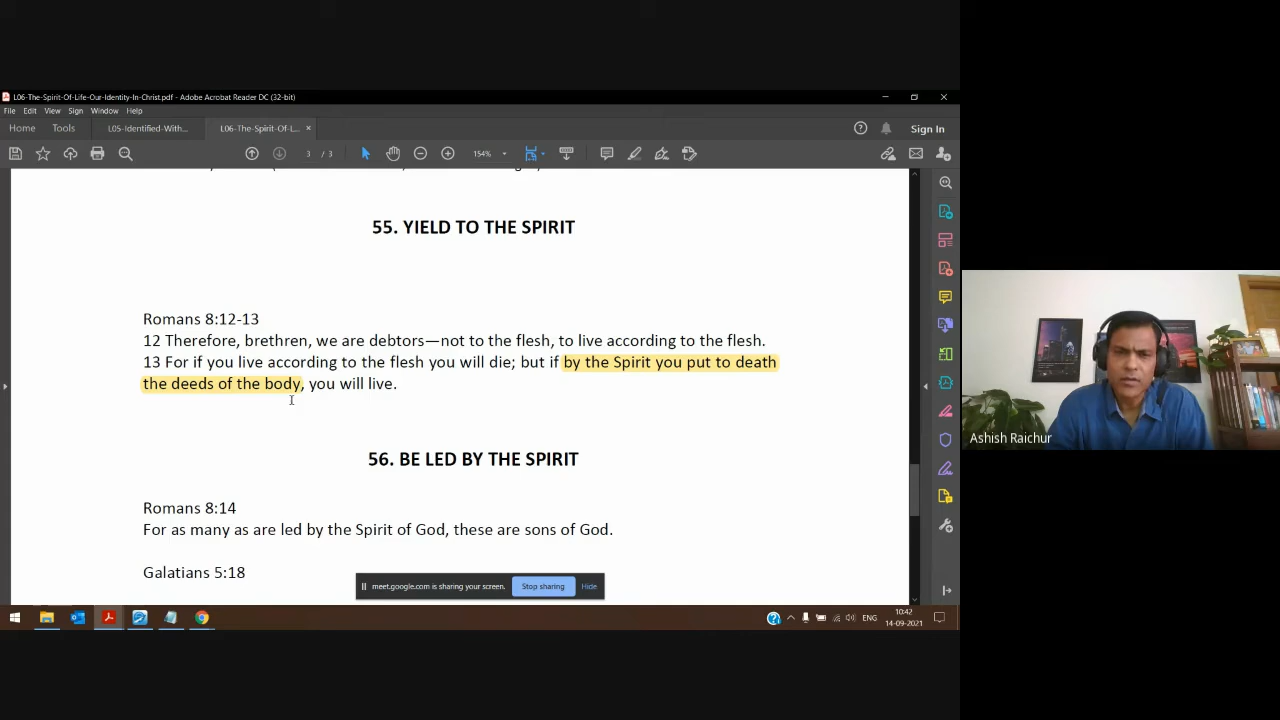 L06-The-Spirit-Of-Life-Our-Identity-In-Christ.pdf - Adobe Acrobat Reader DC (32-bit)
File Edit View Sign Window Help
Home Tools L05-Identified-With... L06-The-Spirit-Of-L... × Sign In
3 / 3 154%
55. YIELD TO THE SPIRIT
Romans 8:12-13
12 Therefore, brethren, we are debtors—not to the flesh, to live according to the flesh.
13 For if you live according to the flesh you will die; but if by the Spirit you put to death
the deeds of the body, you will live.
56. BE LED BY THE SPIRIT
Romans 8:14
For as many as are led by the Spirit of God, these are sons of God.
Galatians 5:18
meet.google.com is sharing your screen. Stop sharing Hide
Ashish Raichur
ENG
10:42
14-09-2021